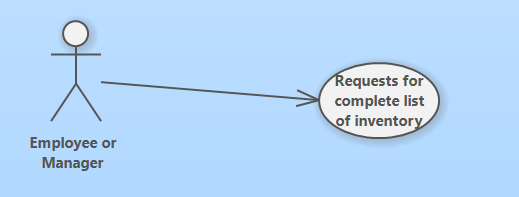 Requests for
complete list
of inventory
Employee or
Manager